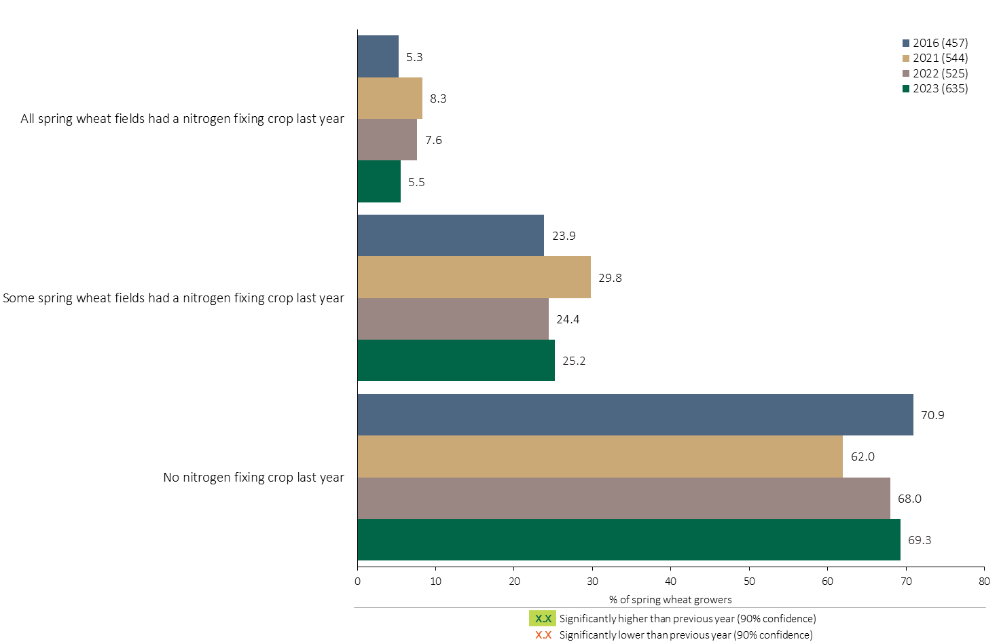 2016 (457)
2021 (544)
2022 (525)
2023 (635)
All spring wheat fields had a nitrogen fixing crop last year
5.3
8.3
7.6
5.5
Some spring wheat fields had a nitrogen fixing crop last year
23.9
29.8
24.4
25.2
No nitrogen fixing crop last year
70.9
62.0
68.0
69.3
0 10 20 30 40 50 60 70 80
% of spring wheat growers
X.X Significantly higher than previous year (90% confidence)
X.X Significantly lower than previous year (90% confidence)